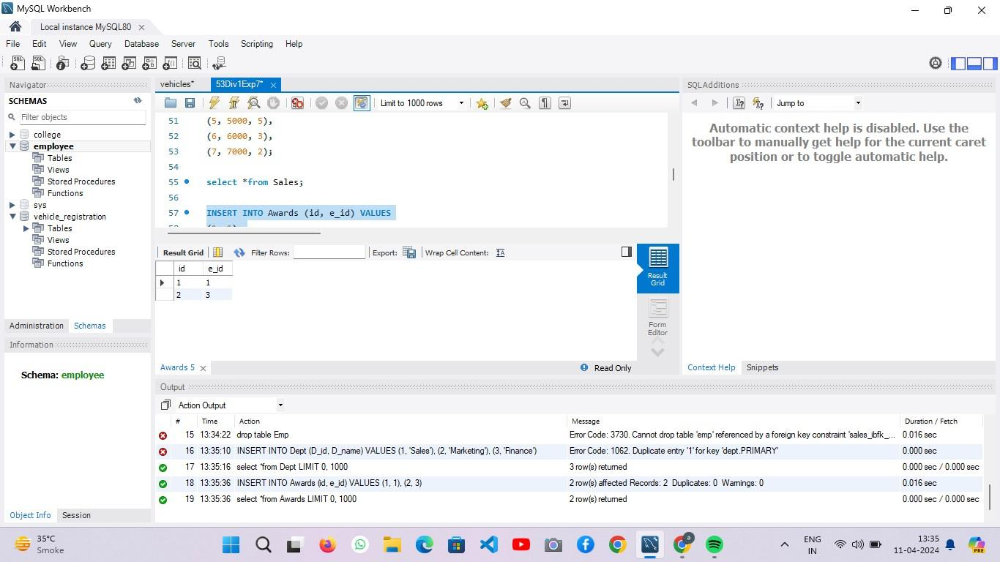 MySQL Workbench
Local instance MySQL80
File Edit View Query Database Server Tools Scripting Help
Navigator
SCHEMAS
Filter objects
college
employee
Tables
Views
Stored Procedures
Functions
sys
vehicle_registration
Tables
Views
Stored Procedures
Functions
Administration Schemas
Information
Schema: employee
Object Info Session
vehicles* 53Div1Exp7*
Limit to 1000 rows
51 (5, 5000, 5),
52 (6, 6000, 3),
53 (7, 7000, 2);
54
55 select *from Sales;
56
57 INSERT INTO Awards (id, e_id) VALUES
Result Grid Filter Rows: Export: Wrap Cell Content:
id e_id
1 1
2 3
Result Grid
Form Editor
Awards 5 Read Only
SQLAdditions
Jump to
Automatic context help is disabled. Use the
toolbar to manually get help for the current caret
position or to toggle automatic help.
Context Help Snippets
Output
Action Output
# Time Action Message Duration / Fetch
15 13:34:22 drop table Emp Error Code: 3730. Cannot drop table 'emp' referenced by a foreign key constraint 'sales_ibfk_... 0.016 sec
16 13:35:10 INSERT INTO Dept (D_id, D_name) VALUES (1, 'Sales'), (2, 'Marketing'), (3, 'Finance') Error Code: 1062. Duplicate entry '1' for key 'dept.PRIMARY' 0.000 sec
17 13:35:16 select *from Dept LIMIT 0, 1000 3 row(s) returned 0.000 sec / 0.000 sec
18 13:35:36 INSERT INTO Awards (id, e_id) VALUES (1, 1), (2, 3) 2 row(s) affected Records: 2 Duplicates: 0 Warnings: 0 0.016 sec
19 13:35:36 select *from Awards LIMIT 0, 1000 2 row(s) returned 0.000 sec / 0.000 sec
35°C
Smoke
ENG
IN
13:35
11-04-2024